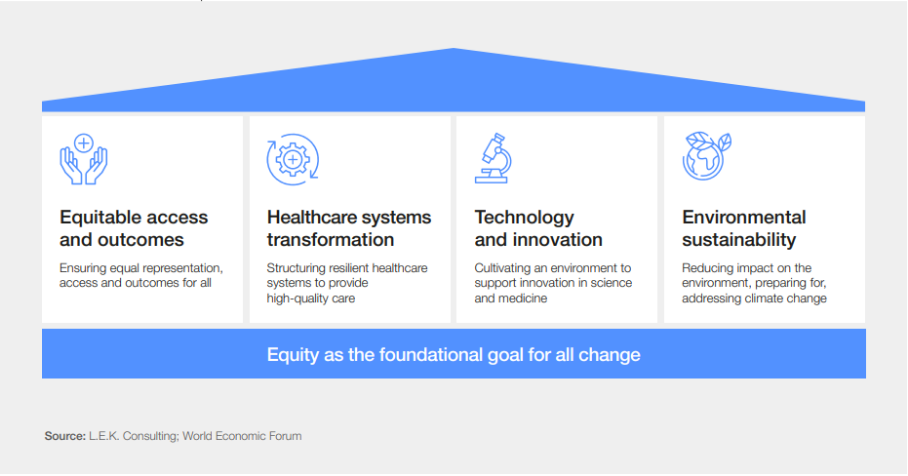 Equitable access
and outcomes
Ensuring equal representation,
access and outcomes for all
Healthcare systems
transformation
Structuring resilient healthcare
systems to provide
high-quality care
Technology
and innovation
Cultivating an environment to
support innovation in science
and medicine
Environmental
sustainability
Reducing impact on the
environment, preparing for,
addressing climate change
Equity as the foundational goal for all change
Source: L.E.K. Consulting; World Economic Forum